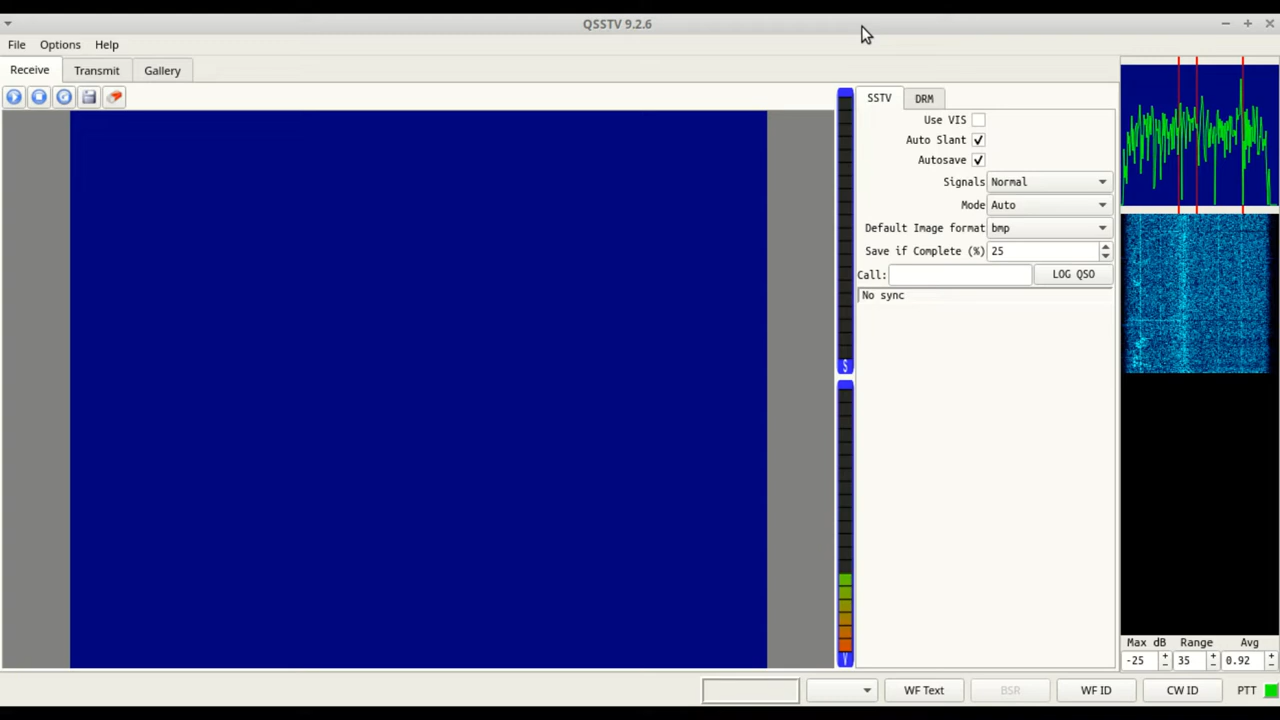 QSSTV 9.2.6
File Options Help
Receive Transmit Gallery
SSTV DRM
Use VIS
Auto Slant
Autosave
Signals Normal
Mode Auto
Default Image format bmp
Save if Complete (%) 25
Call: LOG QSO
No sync
S
V
Max dB Range Avg
-25 35 0.92
WF Text BSR WF ID CW ID PTT